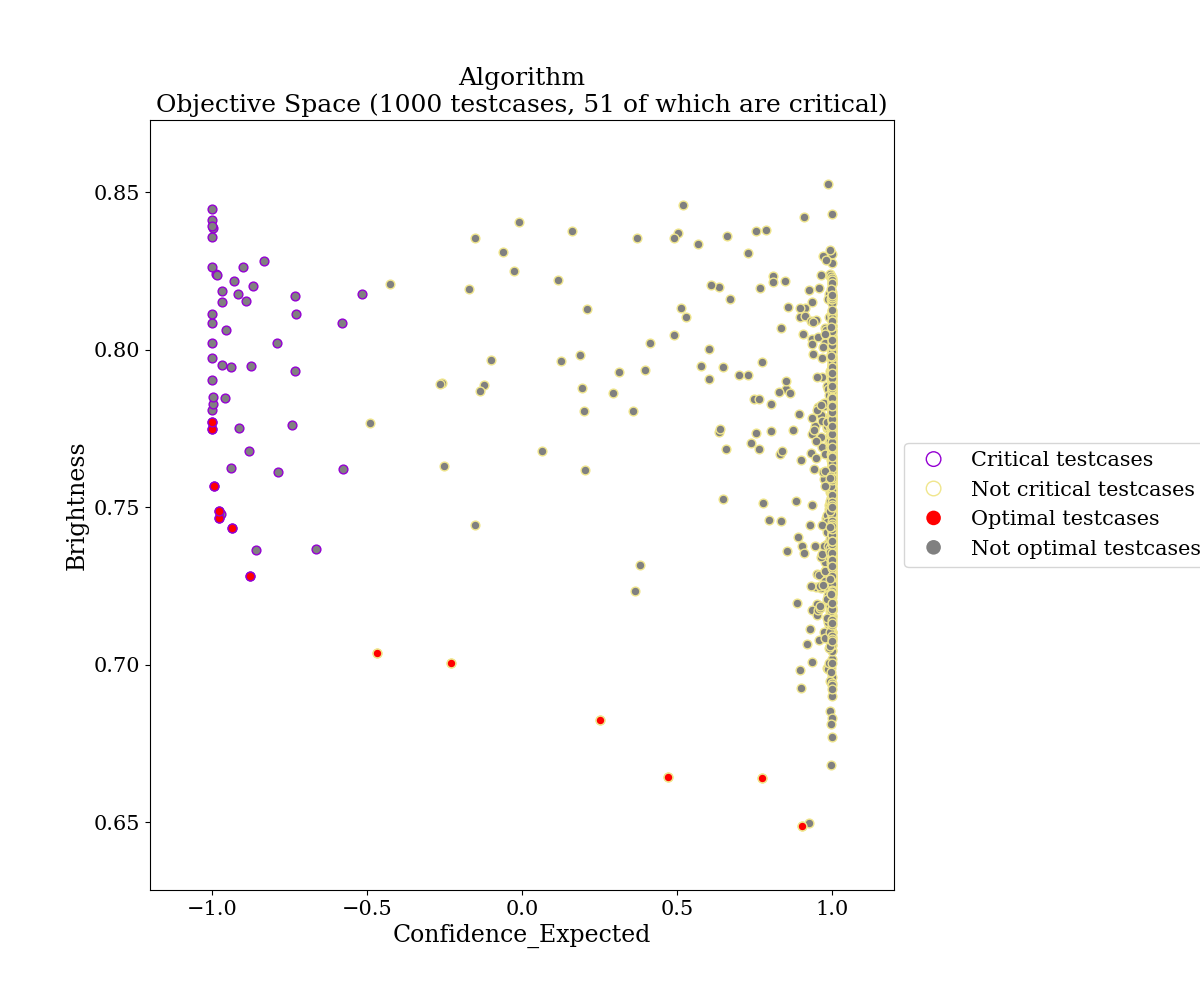 Algorithm
Objective Space (1000 testcases, 51 of which are critical)
0.85
0.80
0.75
0.70
0.65
Brightness
−1.0
−0.5
0.0
0.5
1.0
Confidence_Expected
Critical testcases
Not critical testcases
Optimal testcases
Not optimal testcases